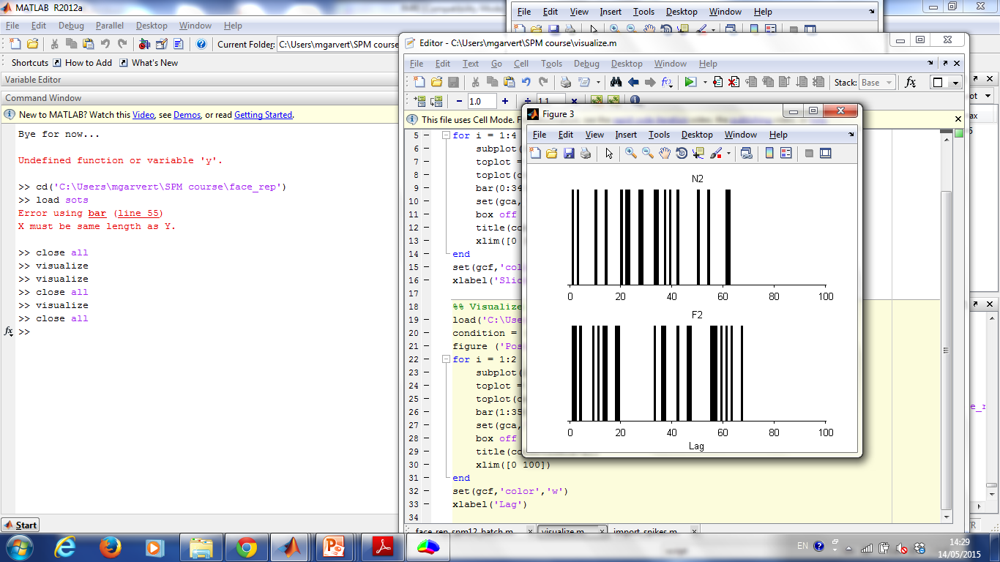 MATLAB R2012a
File Edit Debug Parallel Desktop Window Help
Current Folder: C:\Users\mgarvert\SPM course
Shortcuts How to Add What's New
Variable Editor
Command Window
New to MATLAB? Watch this Video, see Demos, or read Getting Started.
Bye for now...
Undefined function or variable 'y'.
>> cd('C:\Users\mgarvert\SPM course\face_rep')
>> load sots
Error using bar (line 55)
X must be same length as Y.
>> close all
>> visualize
>> visualize
>> close all
>> visualize
>> close all
fx >>
File Edit View Insert Tools Desktop Window Help
Editor - C:\Users\mgarvert\SPM course\visualize.m
File Edit Text Go Cell Tools Debug Desktop Window Help
Stack: Base fx
1.0 1.1
This file uses Cell Mode. F
5 for i = 1:4
6 subplot(
7 toplot =
8 toplot(c
9 bar(0:34
10 set(gca,
11 box off
12 title(co
13 xlim([0
14 end
15 set(gcf,'col
16 xlabel('Slic
17
18 %% Visualize
19 load('C:\Use
20 condition =
21 figure ('Pos
22 for i = 1:2
23 subplot(
24 toplot =
25 toplot(c
26 bar(1:35
27 set(gca,
28 box off
29 title(co
30 xlim([0 100])
31 end
32 set(gcf,'color','w')
33 xlabel('Lag')
34
face_rep_spm12_batch.m visualize.m import_spikes.m
Figure 3
File Edit View Insert Tools Desktop Window Help
N2
0 20 40 60 80 100
F2
0 20 40 60 80 100
Lag
Start
EN
14:29
14/05/2015